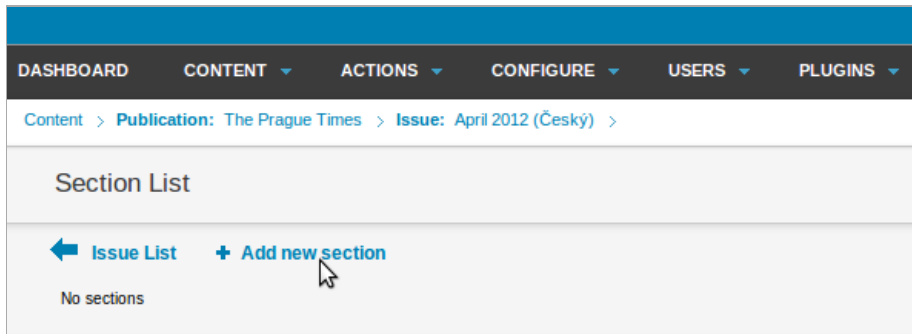 DASHBOARD CONTENT ACTIONS CONFIGURE USERS PLUGINS
Content > Publication: The Prague Times > Issue: April 2012 (Český) >
Section List
Issue List + Add new section
No sections